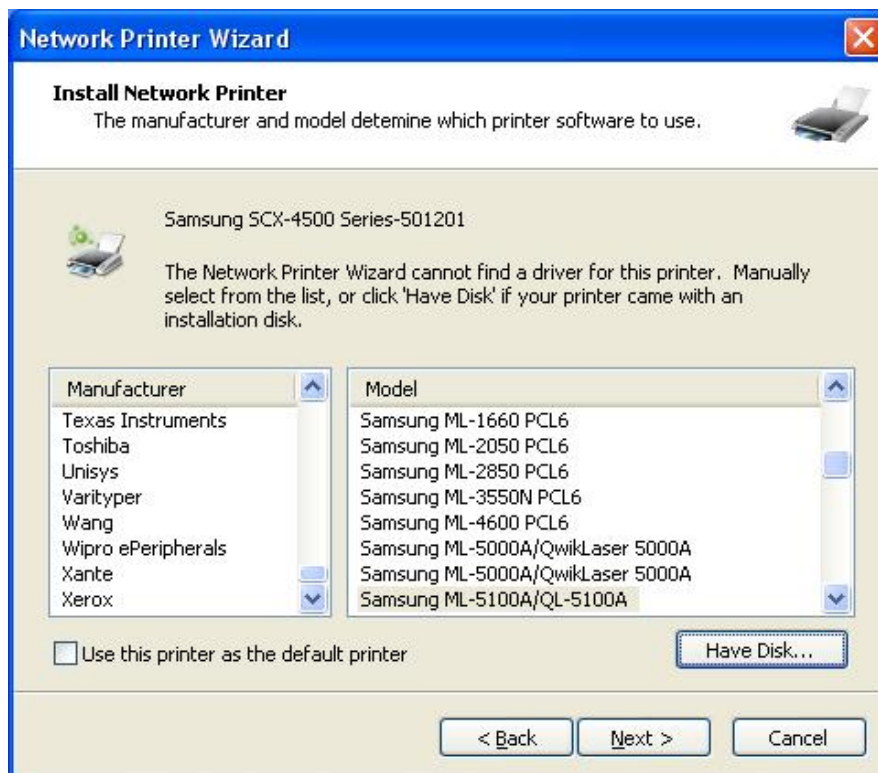 Network Printer Wizard
Install Network Printer
The manufacturer and model detemine which printer software to use.
Samsung SCX-4500 Series-501201
The Network Printer Wizard cannot find a driver for this printer. Manually
select from the list, or click 'Have Disk' if your printer came with an
installation disk.
Manufacturer
Texas Instruments
Toshiba
Unisys
Varityper
Wang
Wipro ePeripherals
Xante
Xerox
Model
Samsung ML-1660 PCL6
Samsung ML-2050 PCL6
Samsung ML-2850 PCL6
Samsung ML-3550N PCL6
Samsung ML-4600 PCL6
Samsung ML-5000A/QwikLaser 5000A
Samsung ML-5000A/QwikLaser 5000A
Samsung ML-5100A/QL-5100A
Use this printer as the default printer
Have Disk...
< Back
Next >
Cancel